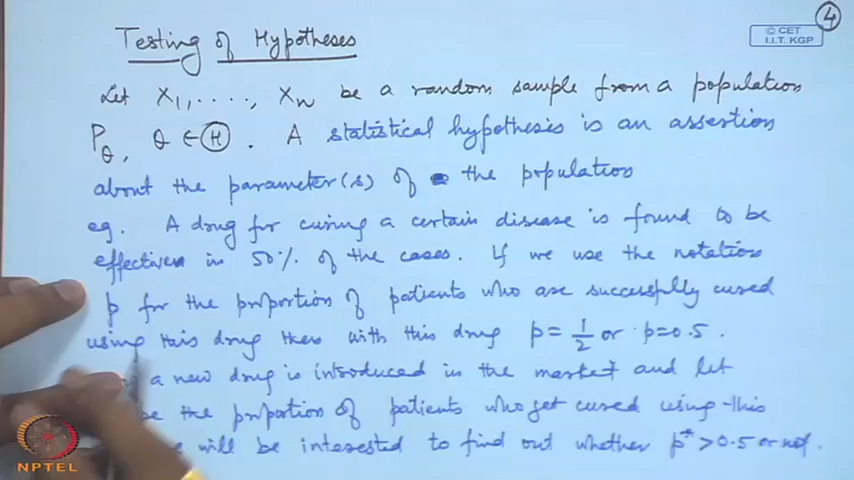 4
© CET
I.I.T. KGP
Testing of Hypotheses
Let X1, ...., Xn be a random sample from a population
Pθ, θ ∈ Ⓗ. A statistical hypothesis is an assertion
about the parameter(s) of the population
eg. A drug for curing a certain disease is found to be
effective in 50% of the cases. If we use the notation
p for the proportion of patients who are successfully cured
using this drug then with this drug p = 1/2 or p=0.5.
a new drug is introduced in the market and let
be the proportion of patients who get cured using this
will be interested to find out whether p* > 0.5 or not.
NPTEL